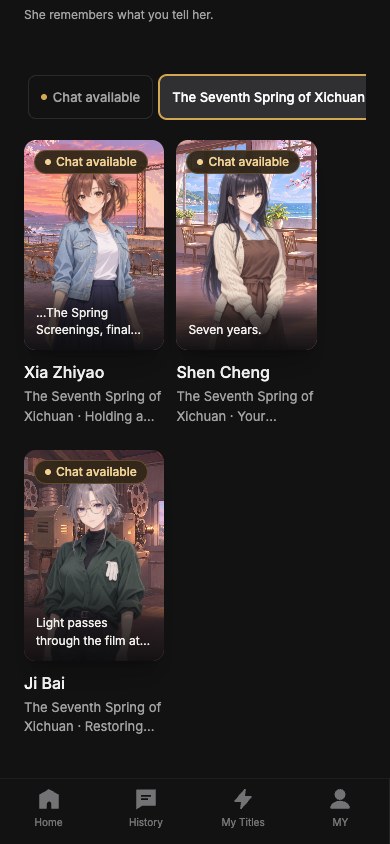 She remembers what you tell her.
Chat available
The Seventh Spring of Xichuan
Chat available
...The Spring
Screenings, final...
Xia Zhiyao
The Seventh Spring of
Xichuan · Holding a...
Chat available
Seven years.
Shen Cheng
The Seventh Spring of
Xichuan · Your...
Chat available
Light passes
through the film at...
Ji Bai
The Seventh Spring of
Xichuan · Restoring...
Home
History
My Titles
MY